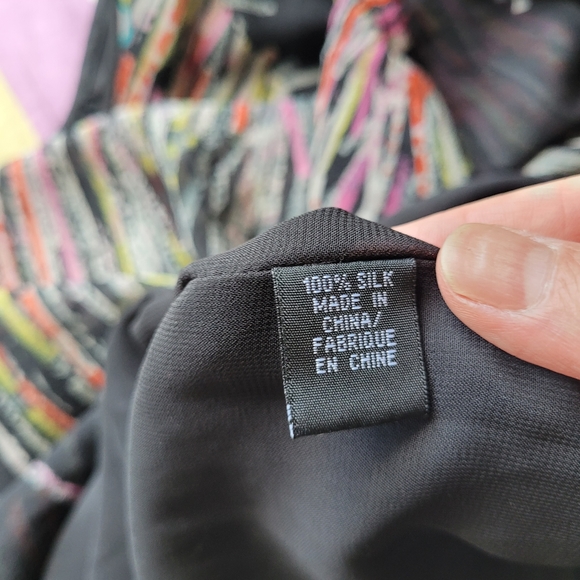 100% SILK
MADE IN
CHINA/
FABRIQUE
EN CHINE